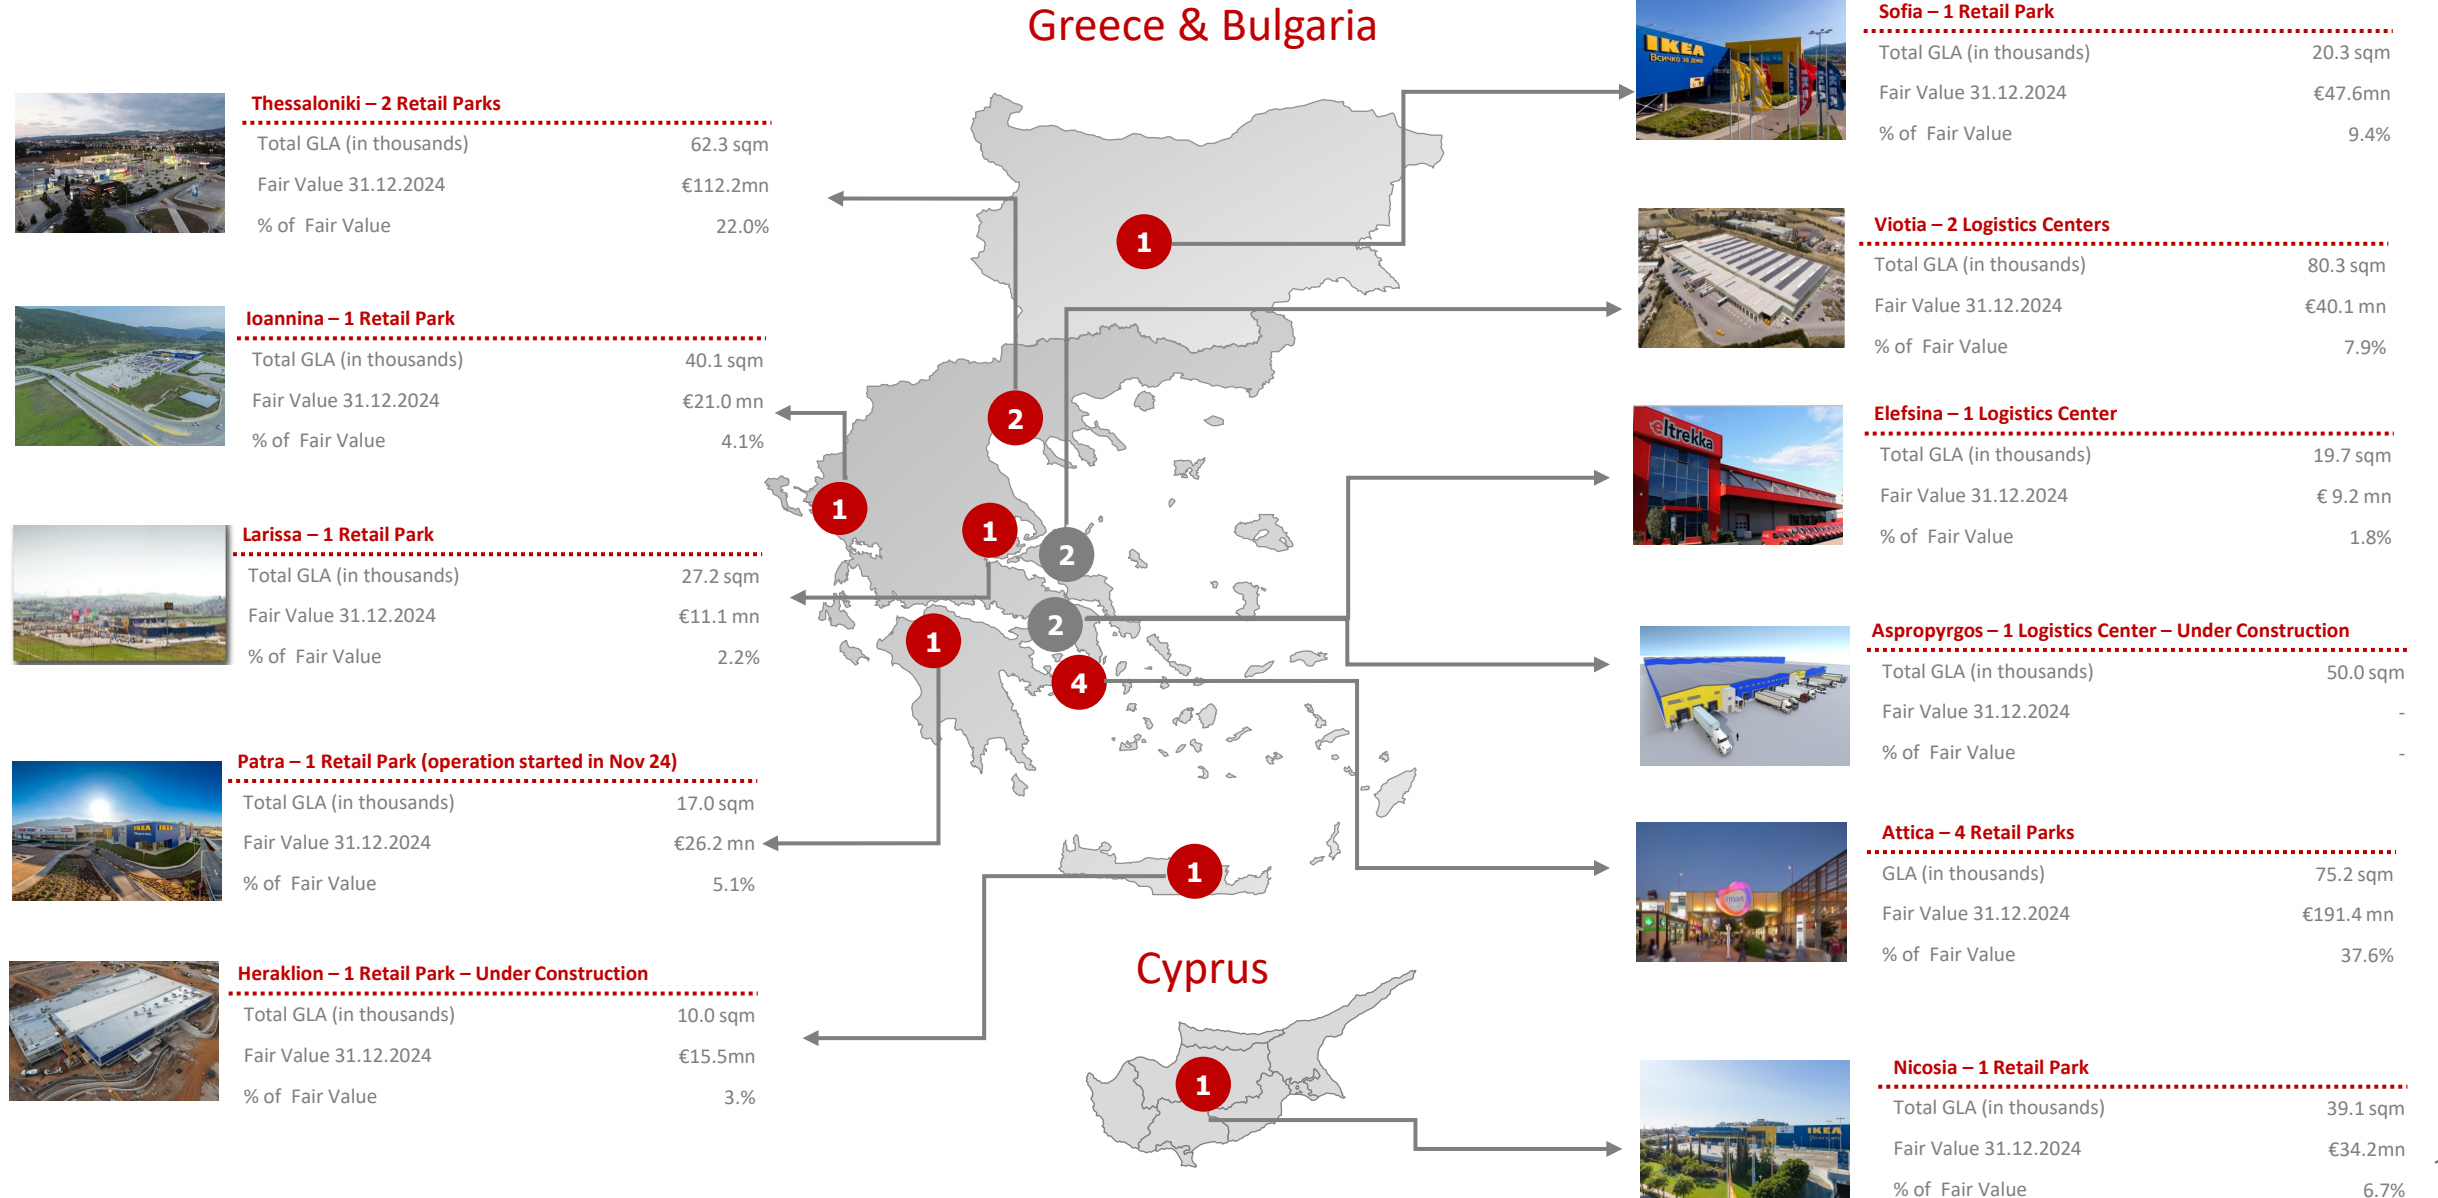 Greece & Bulgaria
Thessaloniki – 2 Retail Parks
Total GLA (in thousands) 62.3 sqm
Fair Value 31.12.2024 €112.2mn
% of Fair Value 22.0%
Ioannina – 1 Retail Park
Total GLA (in thousands) 40.1 sqm
Fair Value 31.12.2024 €21.0 mn
% of Fair Value 4.1%
Larissa – 1 Retail Park
Total GLA (in thousands) 27.2 sqm
Fair Value 31.12.2024 €11.1 mn
% of Fair Value 2.2%
Patra – 1 Retail Park (operation started in Nov 24)
Total GLA (in thousands) 17.0 sqm
Fair Value 31.12.2024 €26.2 mn
% of Fair Value 5.1%
IKEA IKEA
Heraklion – 1 Retail Park – Under Construction
Total GLA (in thousands) 10.0 sqm
Fair Value 31.12.2024 €15.5mn
% of Fair Value 3.%
1
2
1
1
2
2
1
4
1
Cyprus
1
Sofia – 1 Retail Park
Total GLA (in thousands) 20.3 sqm
Fair Value 31.12.2024 €47.6mn
% of Fair Value 9.4%
IKEA
Всичко за дома
Viotia – 2 Logistics Centers
Total GLA (in thousands) 80.3 sqm
Fair Value 31.12.2024 €40.1 mn
% of Fair Value 7.9%
Elefsina – 1 Logistics Center
Total GLA (in thousands) 19.7 sqm
Fair Value 31.12.2024 € 9.2 mn
% of Fair Value 1.8%
eltrekka
Aspropyrgos – 1 Logistics Center – Under Construction
Total GLA (in thousands) 50.0 sqm
Fair Value 31.12.2024 -
% of Fair Value -
Attica – 4 Retail Parks
GLA (in thousands) 75.2 sqm
Fair Value 31.12.2024 €191.4 mn
% of Fair Value 37.6%
Nicosia – 1 Retail Park
Total GLA (in thousands) 39.1 sqm
Fair Value 31.12.2024 €34.2mn
% of Fair Value 6.7%
IKEA